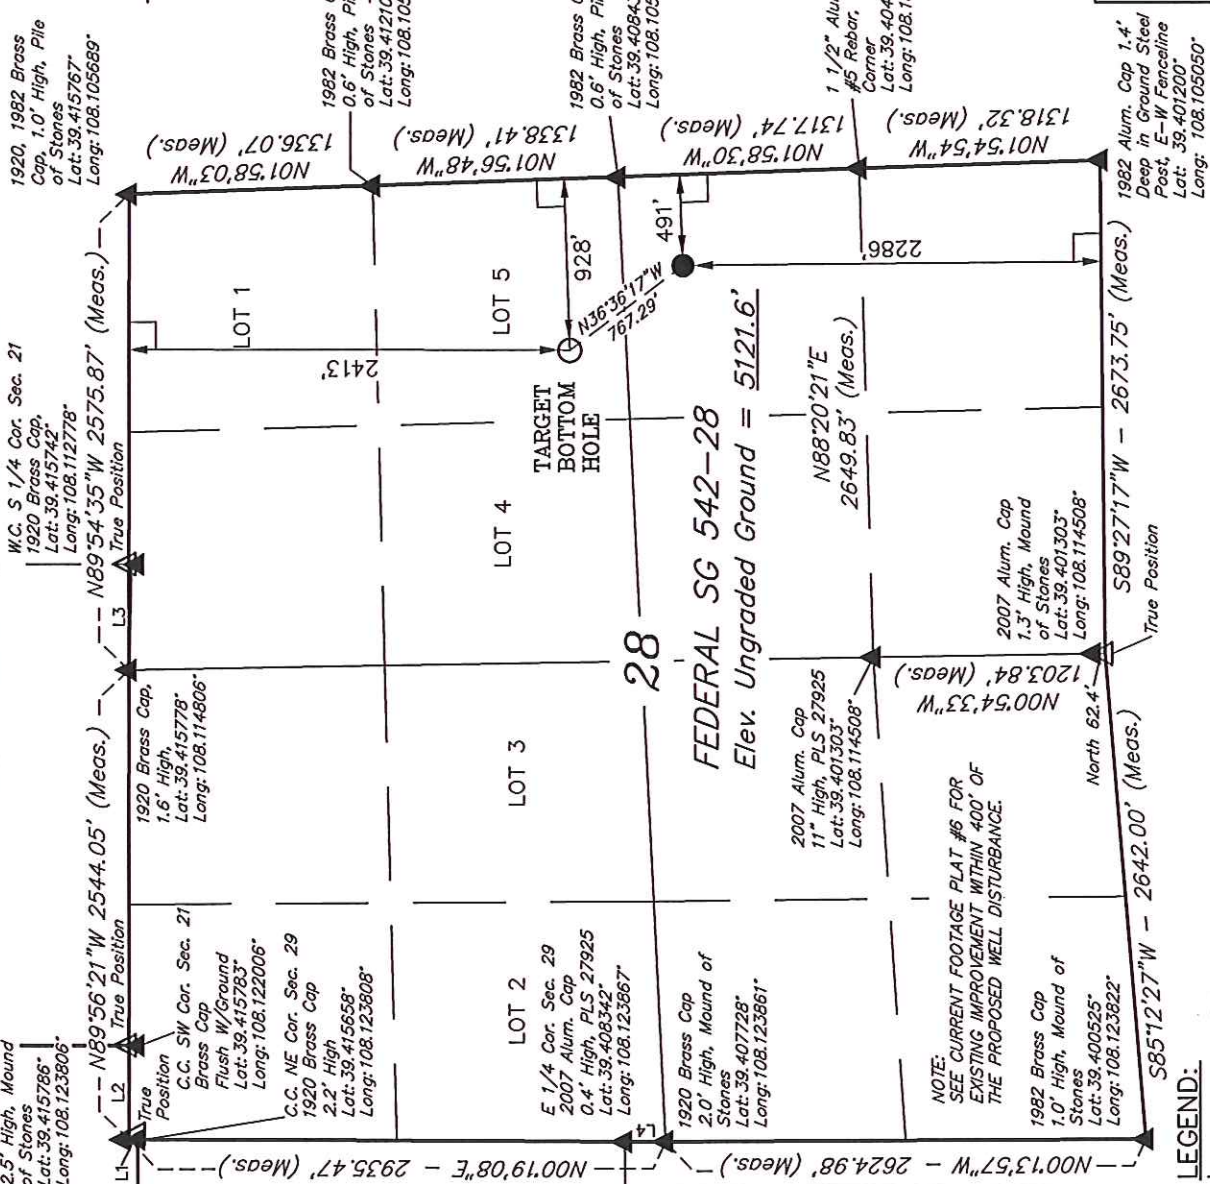 1920, 1982 Brass
Cap, 1.0' High, Pile
of Stones
Lat: 39.415767°
Long: 108.105689°
W.C. S 1/4 Cor. Sec. 21
1920 Brass Cap,
Lat: 39.415742°
Long: 108.112778°
True Position
N89°54'35"W 2575.87' (Meas.)
L3
2.5' High, Mound
of Stones
Lat: 39.415786°
Long: 108.123806°
N89°56'21"W 2544.05' (Meas.)
L2
True Position
L1
True
Position
C.C. SW Cor. Sec. 21
Brass Cap
Flush W/Ground
Lat: 39.415783°
Long: 108.122006°
C.C. NE Cor. Sec. 29
1920 Brass Cap
2.2' High
Lat: 39.415658°
Long: 108.123808°
1920 Brass Cap,
1.6' High,
Lat: 39.415778°
Long: 108.114806°
1982 Brass
0.6' High,
of Stones
N01°58'03"W
1336.07' (Meas.)
N01°56'48"W
1338.41' (Meas.)
1982 Brass
0.6' High,
of Stones
N01°58'30"W
1317.74' (Meas.)
1 1/2"
#5 Rebar,
Corner
N01°54'54"W
1318.32' (Meas.)
1982 Alum. Cap 1.4'
Deep in Ground Steel
Post, E-W Fenceline
Lat: 39.401200°
Long: 108.105050°
LOT 1
2413'
LOT 5
928'
N36°36'17"W
767.29'
491'
2286'
TARGET
BOTTOM
HOLE
LOT 4
LOT 3
LOT 2
28
FEDERAL SG 542-28
Elev. Ungraded Ground = 5121.6'
N88°20'21"E
2649.83' (Meas.)
E 1/4 Cor. Sec. 29
2007 Alum. Cap
0.4' High, PLS 27925
Lat: 39.408342°
Long: 108.123867°
L4
1920 Brass Cap
2.0' High, Mound of
Stones
Lat: 39.407728°
Long: 108.123861°
N00°19'08"E - 2935.47' (Meas.)
N00°13'57"W - 2624.98' (Meas.)
2007 Alum. Cap
11" High, PLS 27925
Lat: 39.401303°
Long: 108.114508°
2007 Alum. Cap
1.3' High, Mound
of Stones
Lat: 39.401303°
Long: 108.114508°
N00°54'33"W
1203.84' (Meas.)
North 62.4'
True Position
NOTE:
SEE CURRENT FOOTAGE PLAT #6 FOR
EXISTING IMPROVEMENT WITHIN 400' OF
THE PROPOSED WELL DISTURBANCE.
1982 Brass Cap
1.0' High, Mound of
Stones
Lat: 39.400525°
Long: 108.123822°
S85°12'27"W - 2642.00' (Meas.)
S89°27'17"W - 2673.75' (Meas.)
LEGEND: